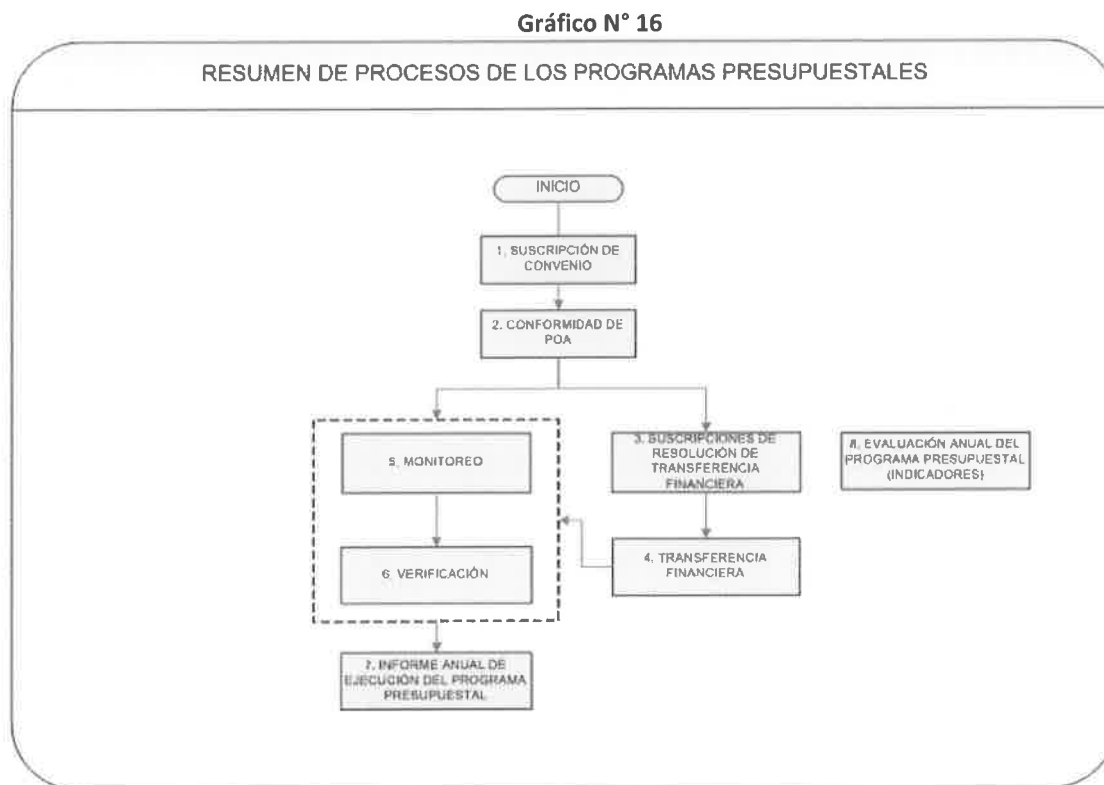 Gráfico N° 16
RESUMEN DE PROCESOS DE LOS PROGRAMAS PRESUPUESTALES
INICIO
1. SUSCRIPCIÓN DE
CONVENIO
2. CONFORMIDAD DE
POA
3. SUSCRIPCIONES DE
RESOLUCIÓN DE
TRANSFERENCIA
FINANCIERA
4. TRANSFERENCIA
FINANCIERA
5. MONITOREO
6. VERIFICACIÓN
7. INFORME ANUAL DE
EJECUCIÓN DEL PROGRAMA
PRESUPUESTAL
8. EVALUACIÓN ANUAL DEL
PROGRAMA PRESUPUESTAL
(INDICADORES)